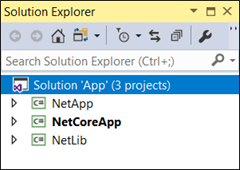 Solution Explorer
Search Solution Explorer (Ctrl+;)
Solution 'App' (3 projects)
C# NetApp
C# NetCoreApp
C# NetLib